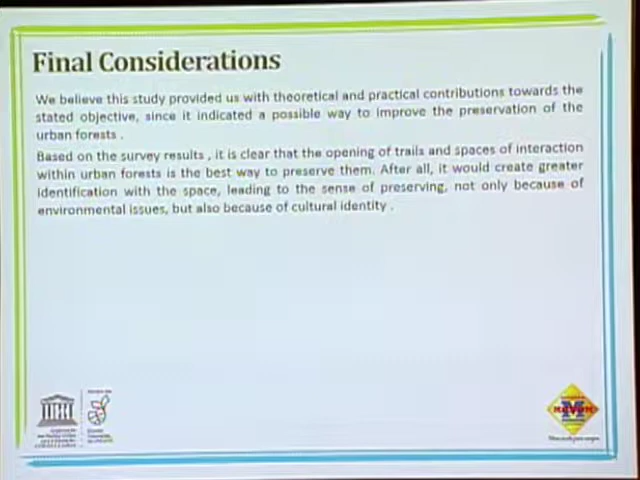 Final Considerations
We believe this study provided us with theoretical and practical contributions towards the
stated objective, since it indicated a possible way to improve the preservation of the
urban forests .
Based on the survey results , it is clear that the opening of trails and spaces of interaction
within urban forests is the best way to preserve them. After all, it would create greater
identification with the space, leading to the sense of preserving, not only because of
environmental issues, but also because of cultural identity .